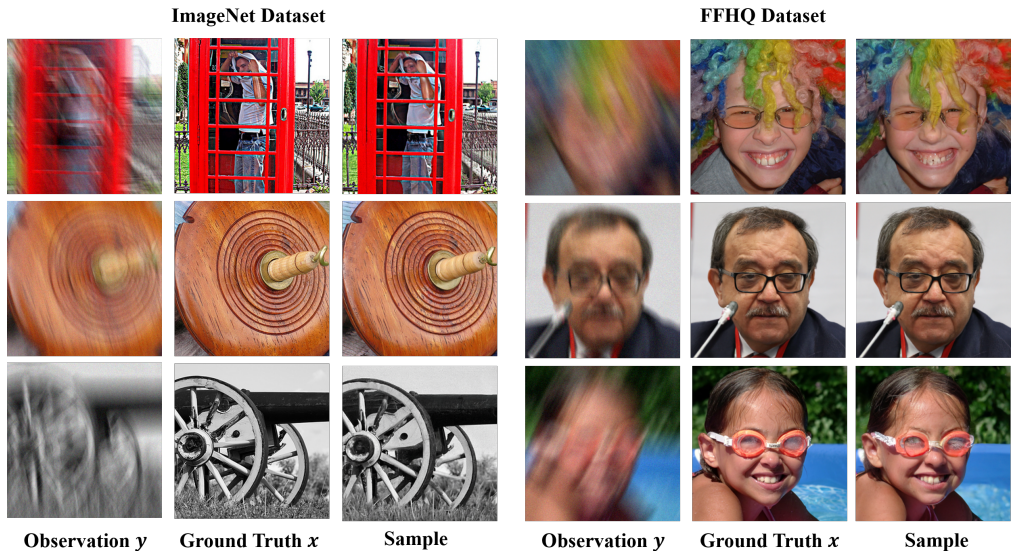 ImageNet Dataset
FFHQ Dataset
Observation y
Ground Truth x
Sample
Observation y
Ground Truth x
Sample